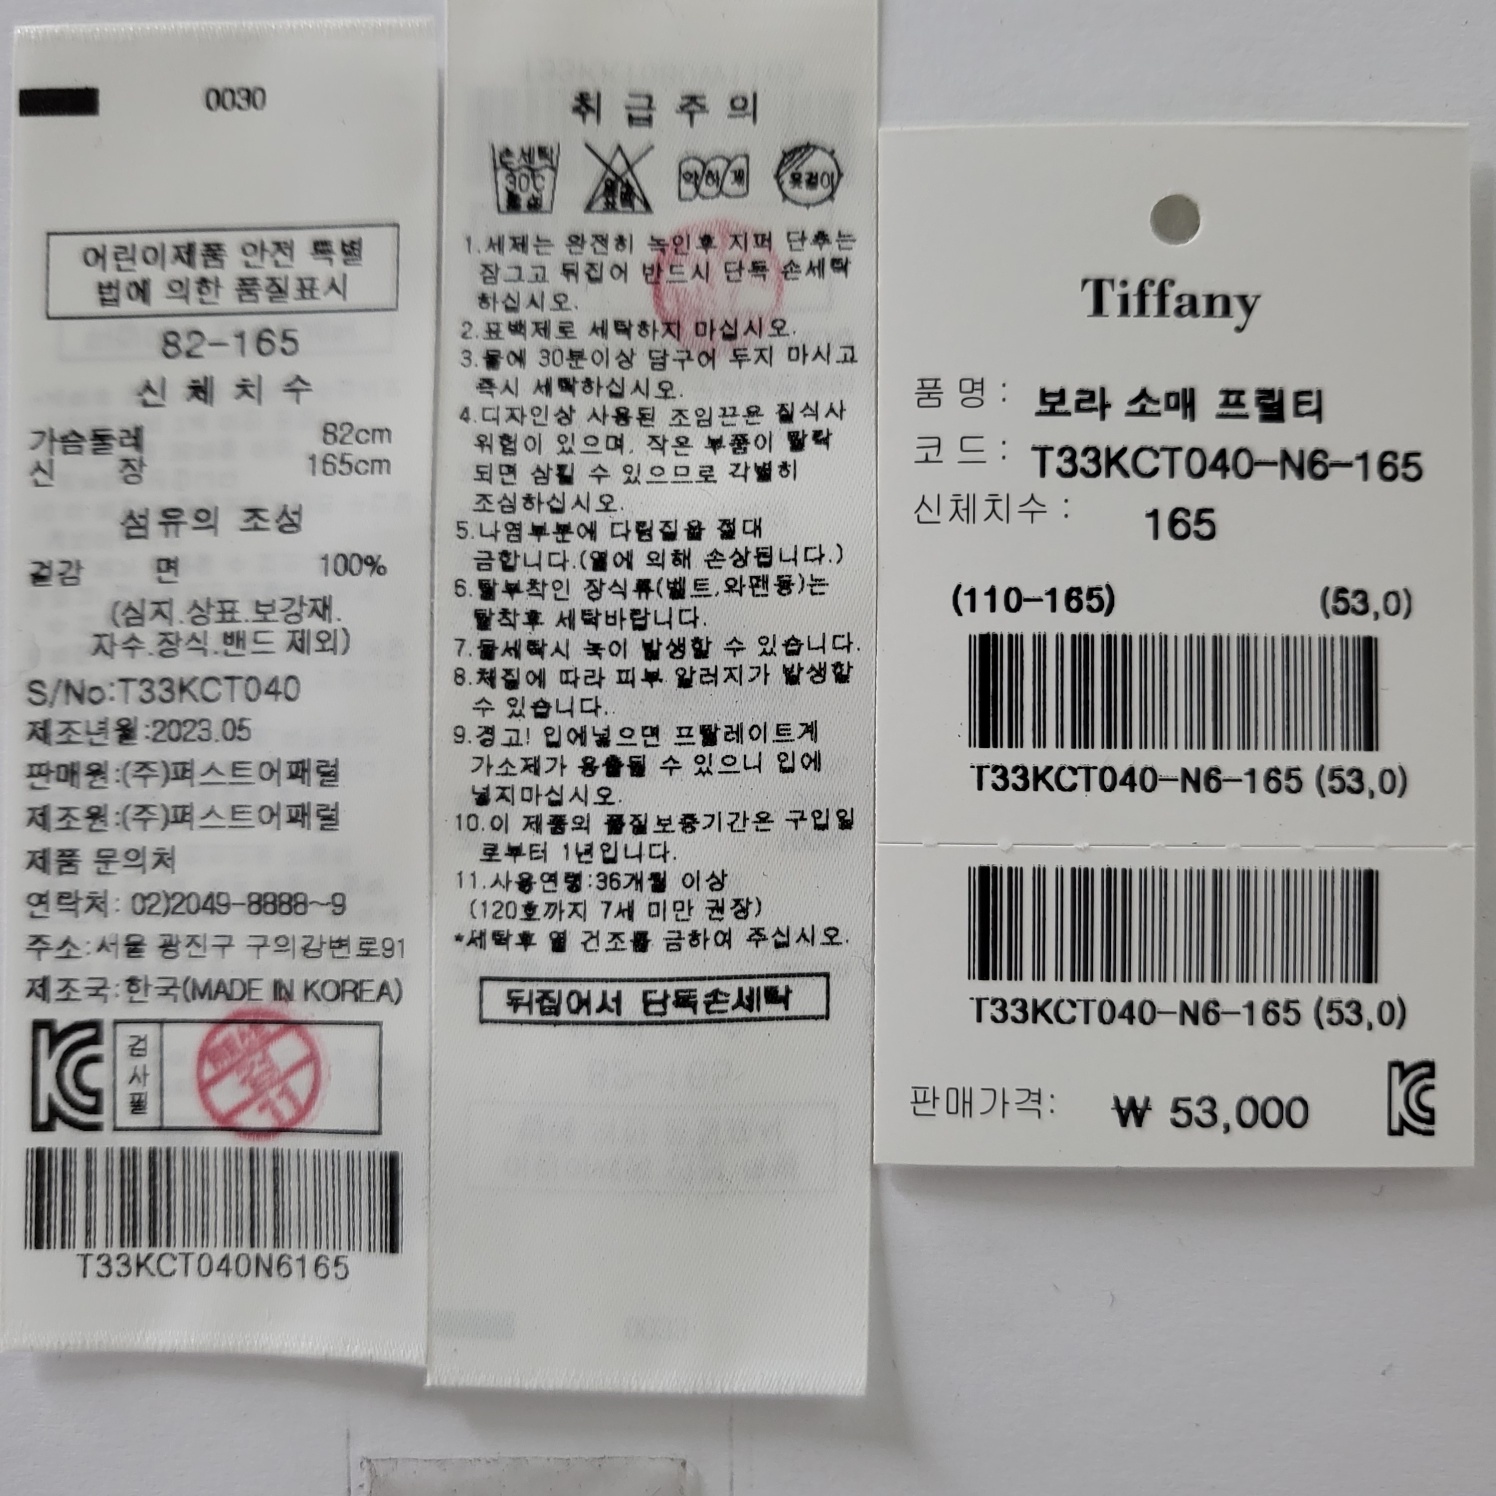 0030
어린이제품 안전 특별
법에 의한 품질표시
82-165
신 체 치 수
가슴둘레 82cm
신 장 165cm
섬유의 조성
겉감 면 100%
(심지.상표.보강재.
자수.장식.밴드 제외)
S/No:T33KCT040
제조년월:2023.05
판매원:(주)퍼스트어패럴
제조원:(주)퍼스트어패럴
제품 문의처
연락처: 02)2049-8888~9
주소:서울 광진구 구의강변로91
제조국:한국(MADE IN KOREA)
검사필
T33KCT040N6165
취 급 주 의
손세탁 30C 중성
약하게
옷걸이
1.세제는 완전히 녹인후 지퍼 단추는
잠그고 뒤집어 반드시 단독 손세탁
하십시오.
2.표백제로 세탁하지 마십시오.
3.물에 30분이상 담구어 두지 마시고
즉시 세탁하십시오.
4.디자인상 사용된 조임끈은 질식사
위험이 있으며, 작은 부품이 탈락
되면 삼킬 수 있으므로 각별히
조심하십시오.
5.나염부분에 다림질을 절대
금합니다.(열에 의해 손상됩니다.)
6.탈부착인 장식류(벨트,와펜등)는
탈착후 세탁바랍니다.
7.물세탁시 녹이 발생할 수 있습니다.
8.체질에 따라 피부 알러지가 발생할
수 있습니다.
9.경고! 입에넣으면 프탈레이트계
가소제가 용출될 수 있으니 입에
넣지마십시오.
10.이 제품의 품질보증기간은 구입일
로부터 1년입니다.
11.사용연령:36개월 이상
(120호까지 7세 미만 권장)
*세탁후 열 건조를 금하여 주십시오.
뒤집어서 단독손세탁
Tiffany
품 명 : 보라 소매 프릴티
코 드 : T33KCT040-N6-165
신체치수 : 165
(110-165) (53,0)
T33KCT040-N6-165 (53,0)
T33KCT040-N6-165 (53,0)
판매가격: ₩ 53,000